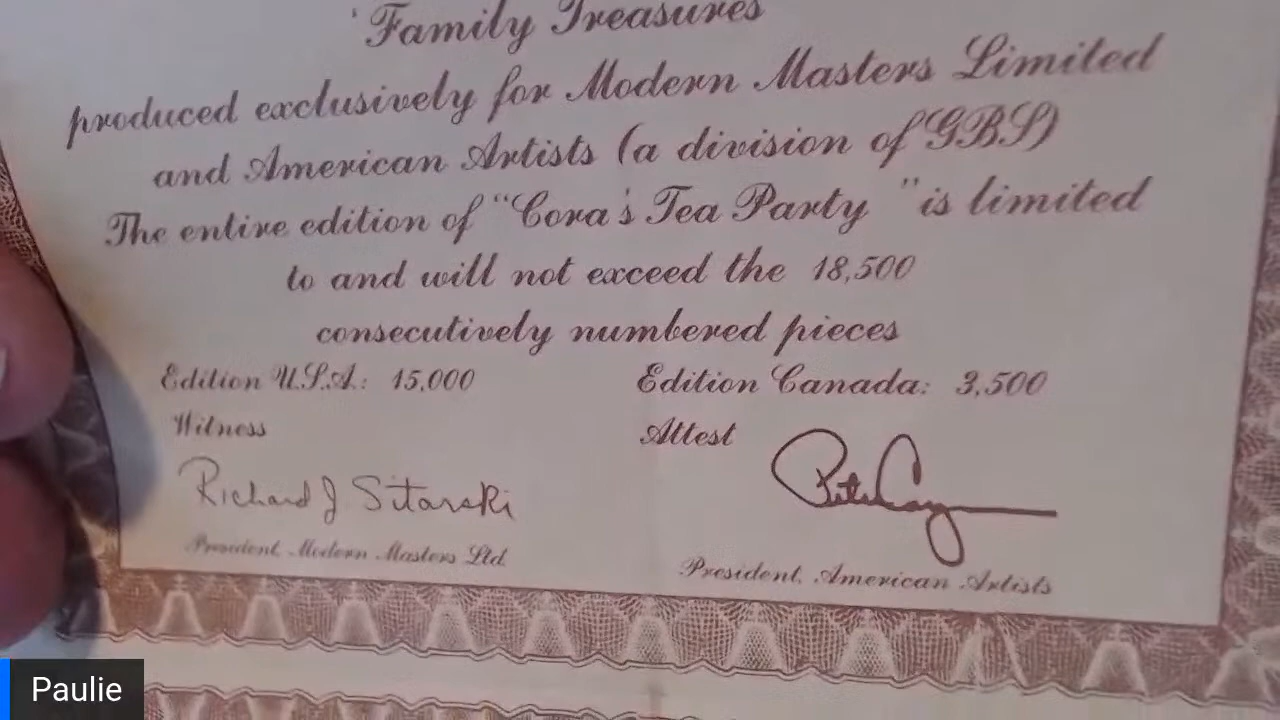 'Family Treasures
produced exclusively for Modern Masters Limited
and American Artists (a division of GBS)
The entire edition of "Cora's Tea Party " is limited
to and will not exceed the 18,500
consecutively numbered pieces
Edition U.S.A: 15,000 Edition Canada: 3,500
Witness Attest
Richard J Sitarski
President, Modern Masters Ltd. President, American Artists
Paulie